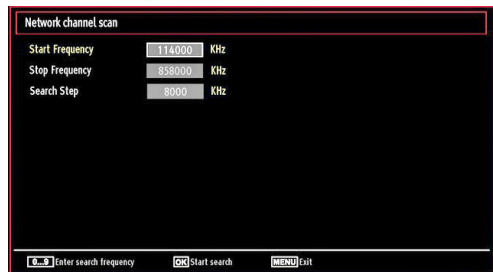 Network channel scan
Start Frequency 114000 KHz
Stop Frequency 858000 KHz
Search Step 8000 KHz
0...9 Enter search frequency OK Start search MENU Exit